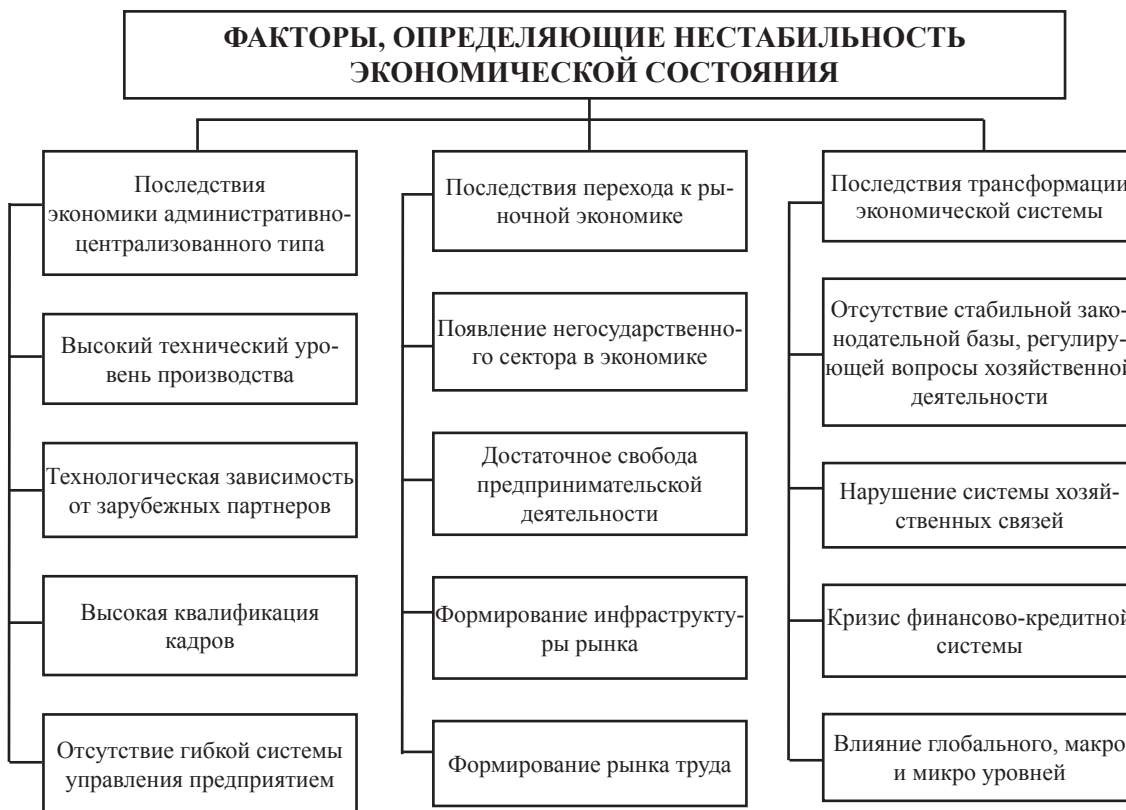 ФАКТОРЫ, ОПРЕДЕЛЯЮЩИЕ НЕСТАБИЛЬНОСТЬ
ЭКОНОМИЧЕСКОЙ СОСТОЯНИЯ
Последствия
экономики административно-
централизованного типа
Высокий технический уро-
вень производства
Технологическая зависимость
от зарубежных партнеров
Высокая квалификация
кадров
Отсутствие гибкой системы
управления предприятием
Последствия перехода к ры-
ночной экономике
Появление негосударственно-
го сектора в экономике
Достаточное свобода
предпринимательской
деятельности
Формирование инфраструкту-
ры рынка
Формирование рынка труда
Последствия трансформации
экономической системы
Отсутствие стабильной зако-
нодательной базы, регулиру-
ющей вопросы хозяйственной
деятельности
Нарушение системы хозяй-
ственных связей
Кризис финансово-кредитной
системы
Влияние глобального, макро
и микро уровней